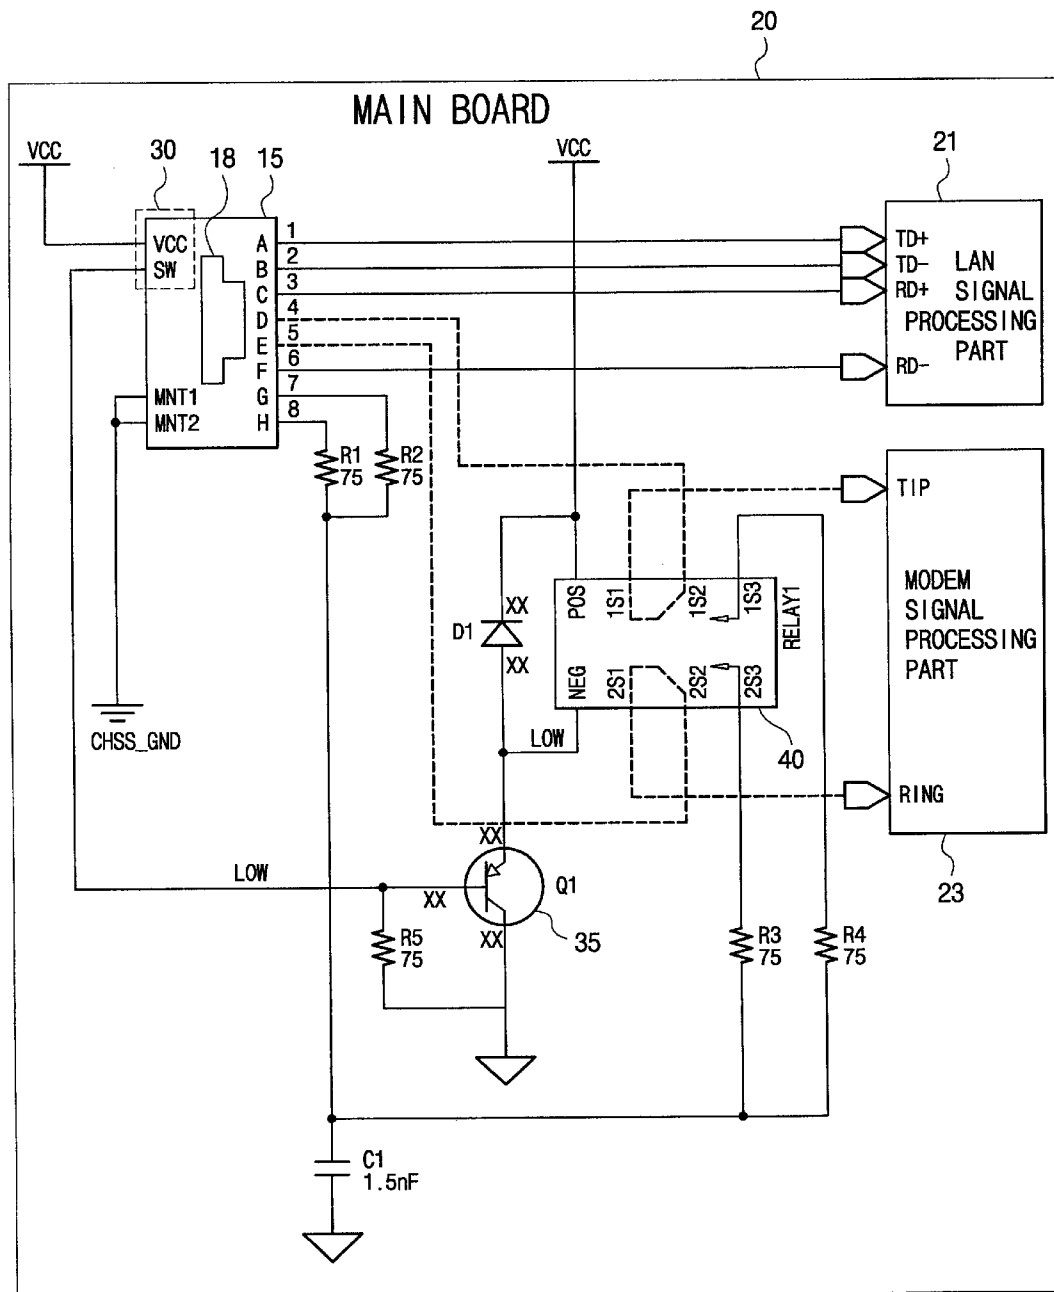 20
MAIN BOARD
VCC
30
18
15
VCC
21
VCC
SW
MNT1
MNT2
A
B
C
D
E
F
G
H
1
2
3
4
5
6
7
8
TD+
TD-
RD+
RD-
LAN
SIGNAL
PROCESSING
PART
R1
75
R2
75
TIP
MODEM
SIGNAL
PROCESSING
PART
RING
23
POS
1S1
1S2
1S3
NEG
2S1
2S2
2S3
RELAY1
40
XX
D1
XX
LOW
CHSS_GND
LOW
XX
XX
XX
Q1
35
R5
75
R3
75
R4
75
C1
1.5nF